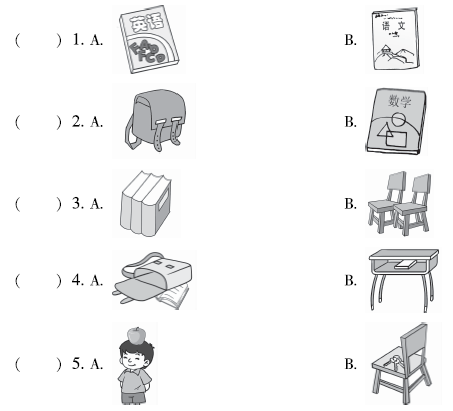 ( ) 1. A. 英语 B. 语文
( ) 2. A. B. 数学
( ) 3. A. B.
( ) 4. A. B.
( ) 5. A. B.